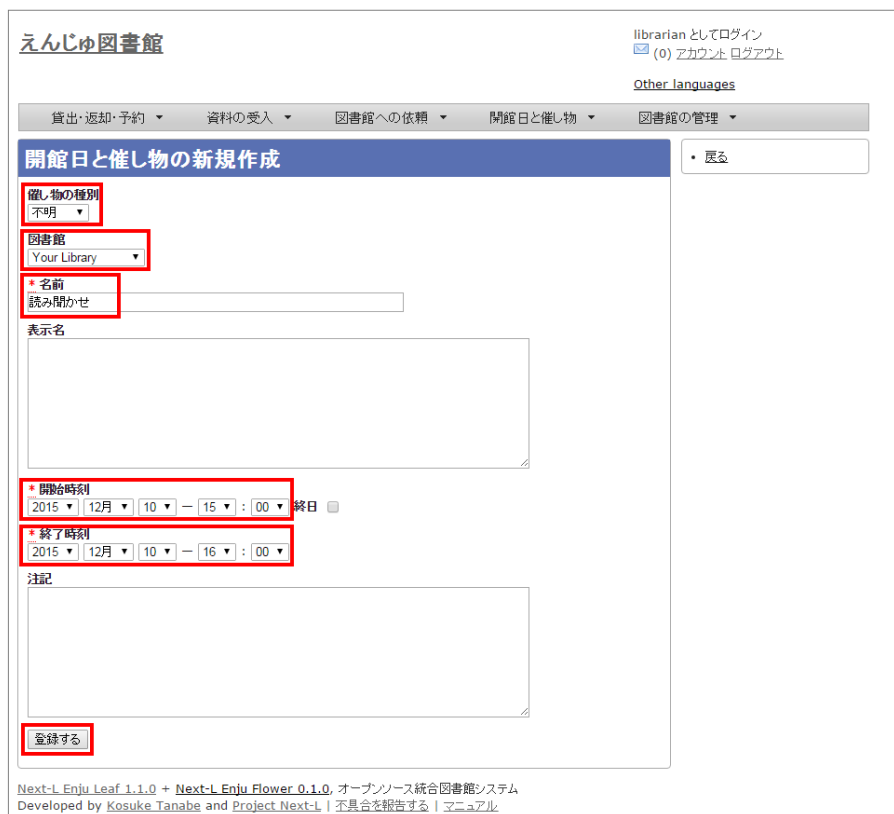 えんじゅ図書館
librarian としてログイン
(0) アカウント ログアウト
Other languages
貸出・返却・予約 ▼ 資料の受入 ▼ 図書館への依頼 ▼ 開館日と催し物 ▼ 図書館の管理 ▼
開館日と催し物の新規作成
• 戻る
催し物の種別
不明 ▼
図書館
Your Library ▼
* 名前
読み聞かせ
表示名
* 開始時刻
2015 ▼ 12月 ▼ 10 ▼ — 15 ▼ : 00 ▼ 終日
* 終了時刻
2015 ▼ 12月 ▼ 10 ▼ — 16 ▼ : 00 ▼
注記
登録する
Next-L Enju Leaf 1.1.0 + Next-L Enju Flower 0.1.0, オープンソース統合図書館システム
Developed by Kosuke Tanabe and Project Next-L | 不具合を報告する | マニュアル